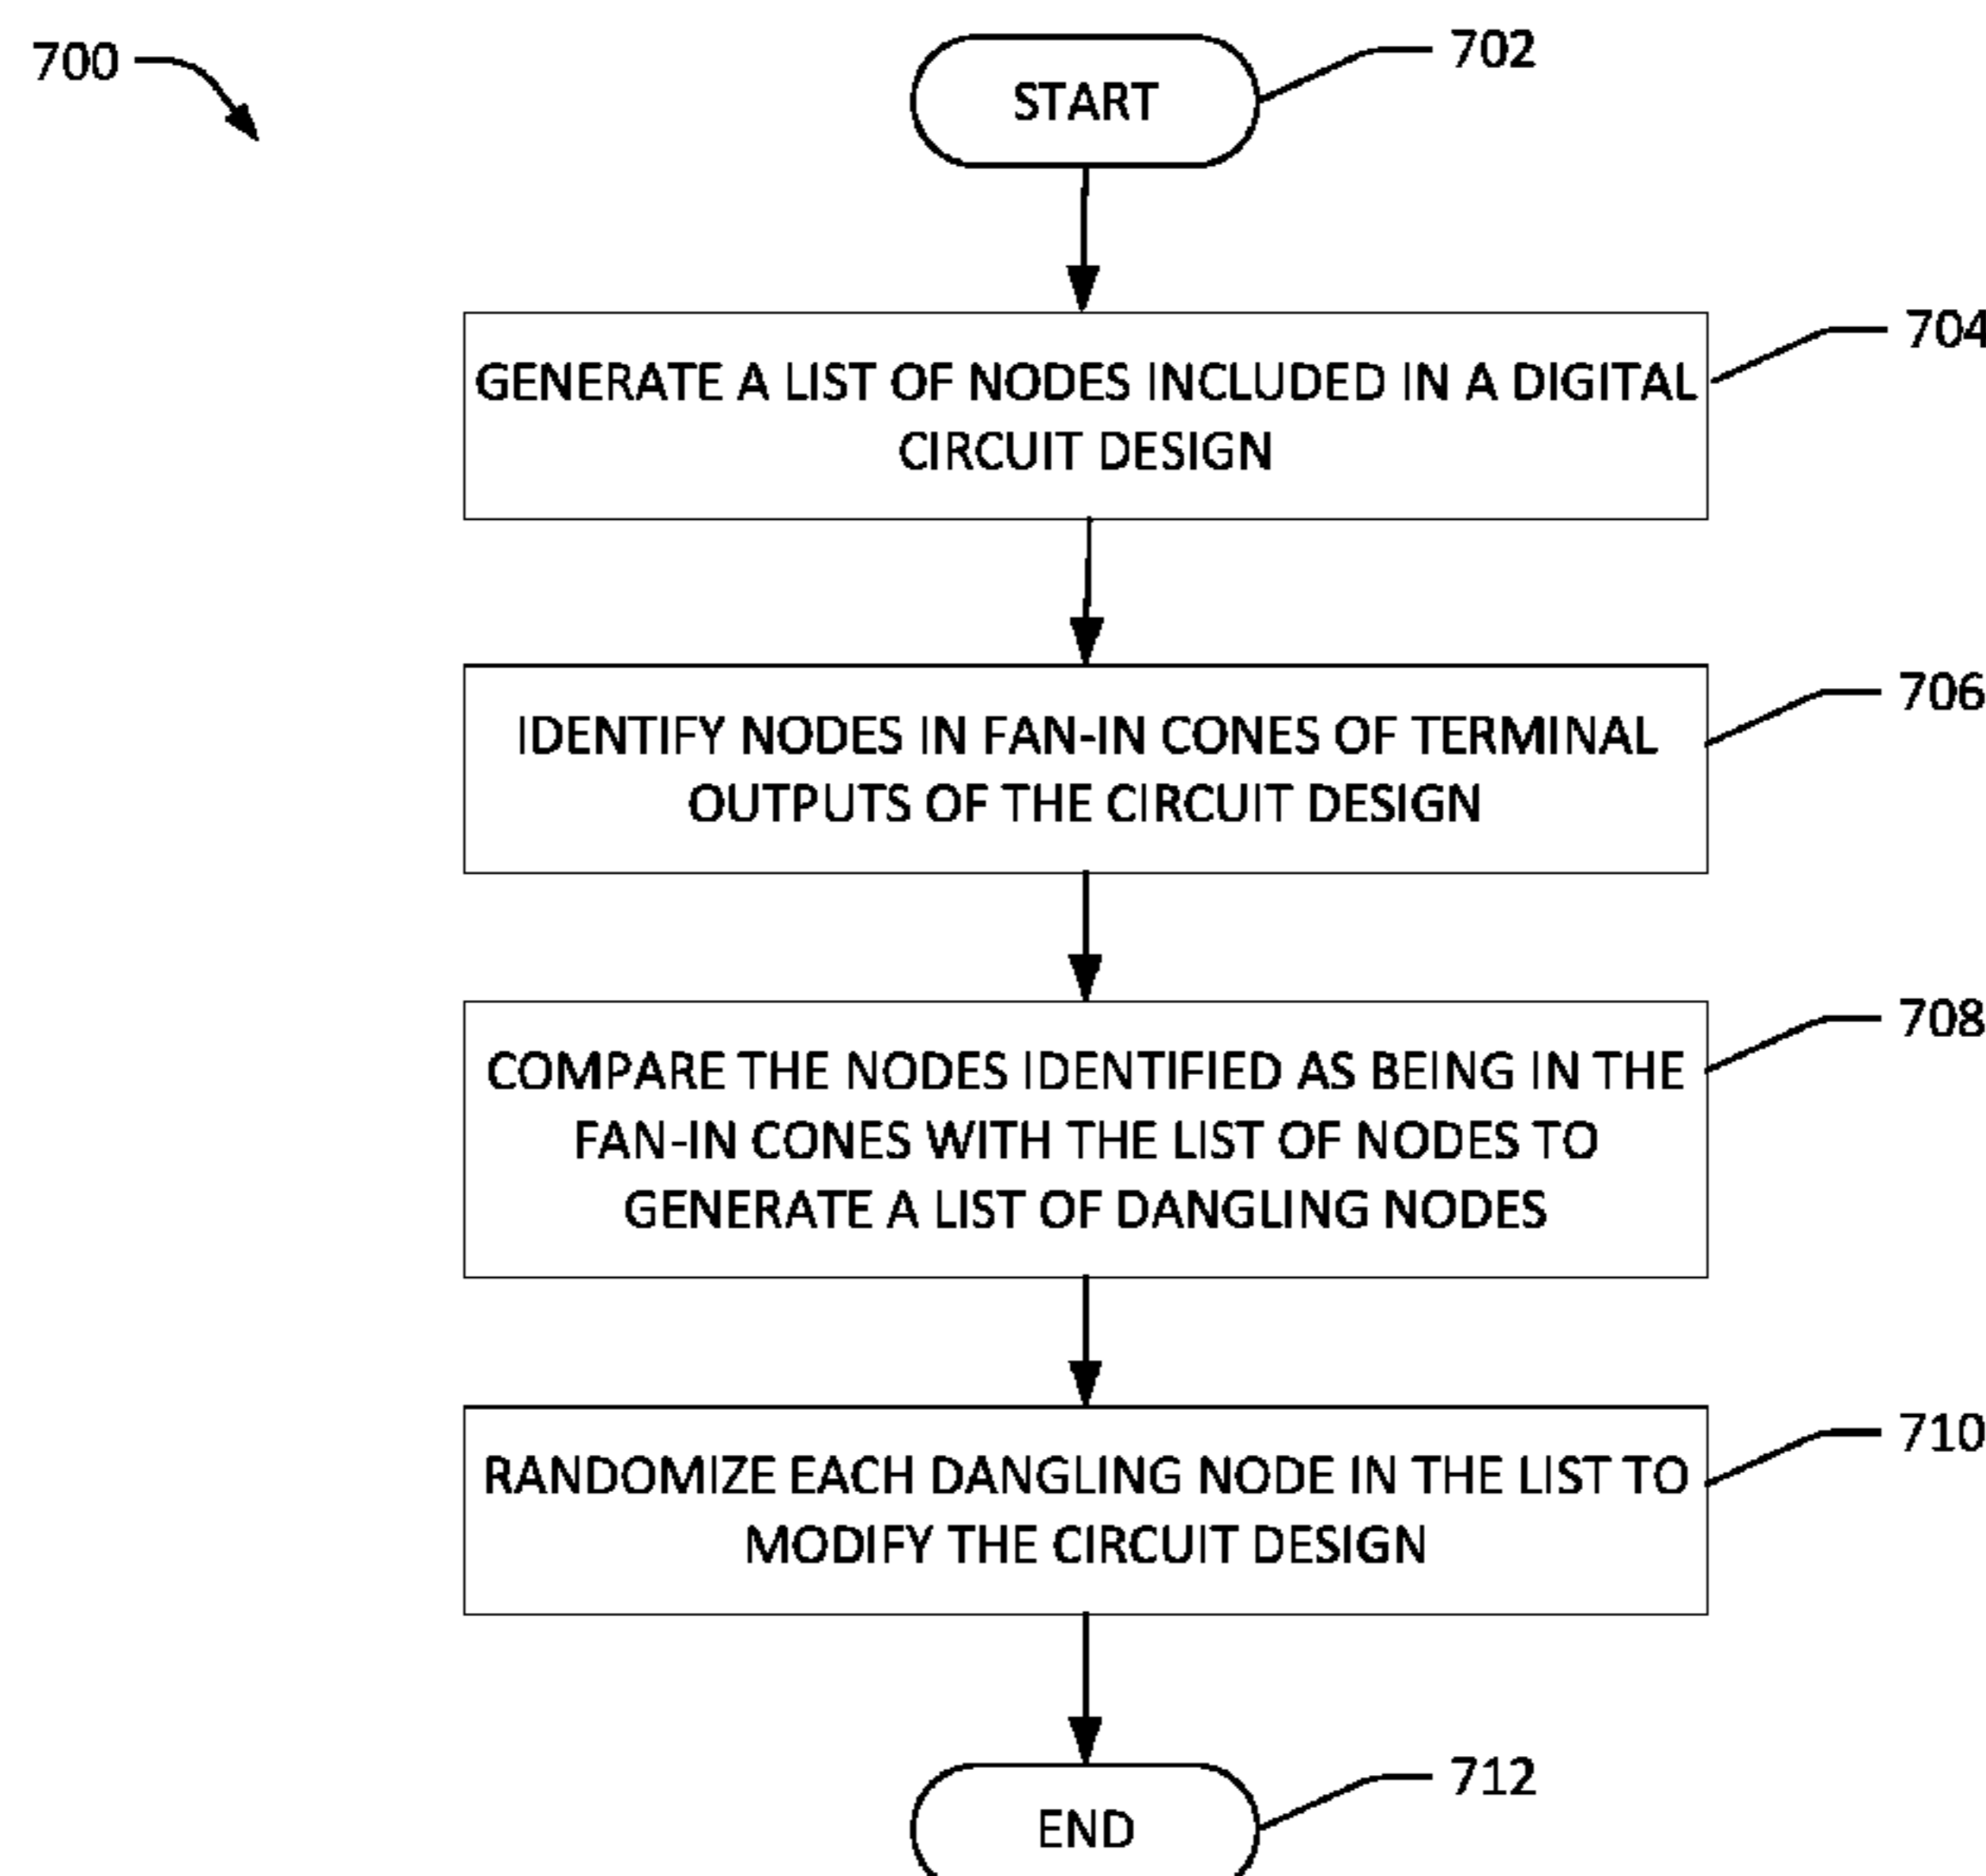 700
START
702
GENERATE A LIST OF NODES INCLUDED IN A DIGITAL
CIRCUIT DESIGN
704
IDENTIFY NODES IN FAN-IN CONES OF TERMINAL
OUTPUTS OF THE CIRCUIT DESIGN
706
COMPARE THE NODES IDENTIFIED AS BEING IN THE
FAN-IN CONES WITH THE LIST OF NODES TO
GENERATE A LIST OF DANGLING NODES
708
RANDOMIZE EACH DANGLING NODE IN THE LIST TO
MODIFY THE CIRCUIT DESIGN
710
END
712